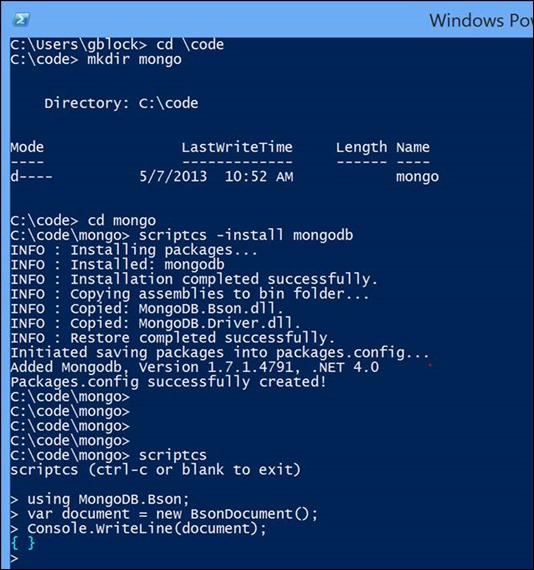 Windows Pow
C:\Users\gblock> cd \code
C:\code> mkdir mongo
Directory: C:\code
Mode LastWriteTime Length Name
---- ------------- ------ ----
d---- 5/7/2013 10:52 AM mongo
C:\code> cd mongo
C:\code\mongo> scriptcs -install mongodb
INFO : Installing packages...
INFO : Installed: mongodb
INFO : Installation completed successfully.
INFO : Copying assemblies to bin folder...
INFO : Copied: MongoDB.Bson.dll.
INFO : Copied: MongoDB.Driver.dll.
INFO : Restore completed successfully.
Initiated saving packages into packages.config...
Added Mongodb, Version 1.7.1.4791, .NET 4.0
Packages.config successfully created!
C:\code\mongo>
C:\code\mongo>
C:\code\mongo>
C:\code\mongo>
C:\code\mongo> scriptcs
scriptcs (ctrl-c or blank to exit)
> using MongoDB.Bson;
> var document = new BsonDocument();
> Console.WriteLine(document);
{ }
>